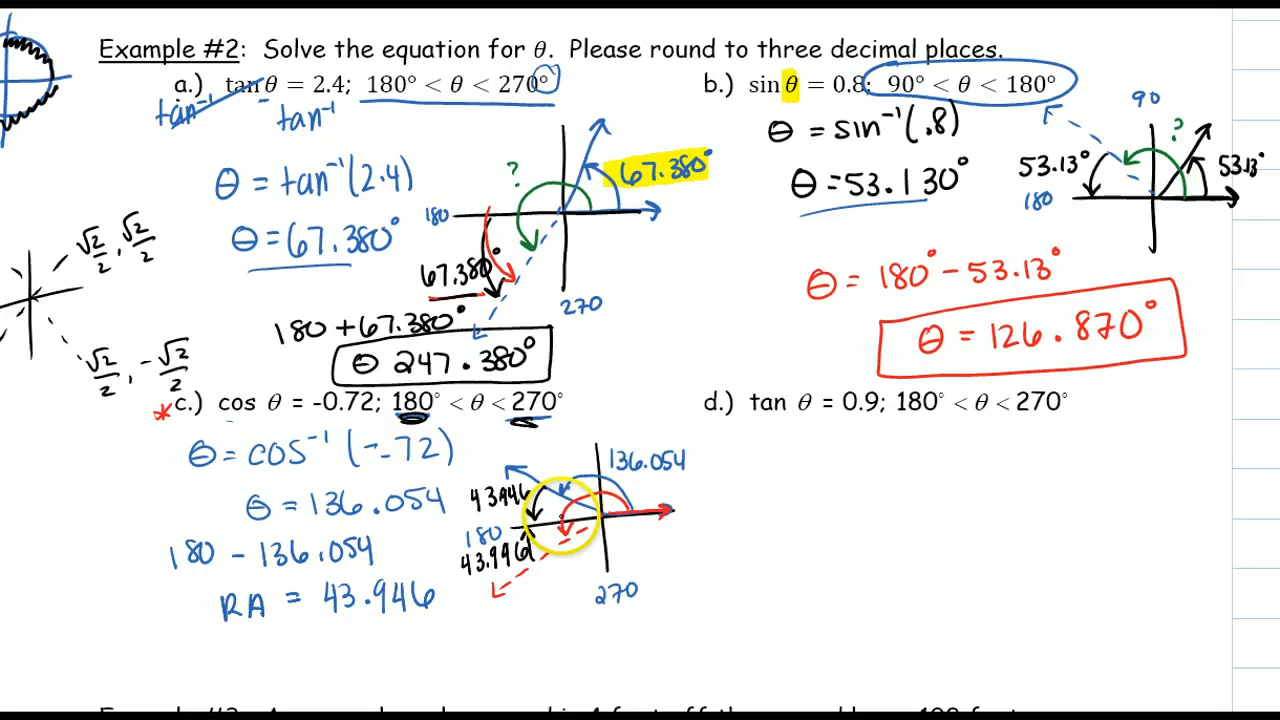 Example #2: Solve the equation for θ. Please round to three decimal places.
a.) tan θ = 2.4; 180° < θ < 270°
tan⁻¹ tan⁻¹
θ = tan⁻¹(2.4)
θ = 67.380°
?
67.380°
180
67.380°
270
180 + 67.380°
θ 247.380°
b.) sin θ = 0.8; 90° < θ < 180°
θ = sin⁻¹(.8)
θ = 53.130°
90
?
53.13°
53.13°
180
θ = 180° - 53.13°
θ = 126.870°
√2/2, √2/2
√2/2, -√2/2
*c.) cos θ = -0.72; 180° < θ < 270°
θ = cos⁻¹(-.72)
θ = 136.054
180 - 136.054
RA = 43.946
136.054
43.946
180
43.996
270
d.) tan θ = 0.9; 180° < θ < 270°